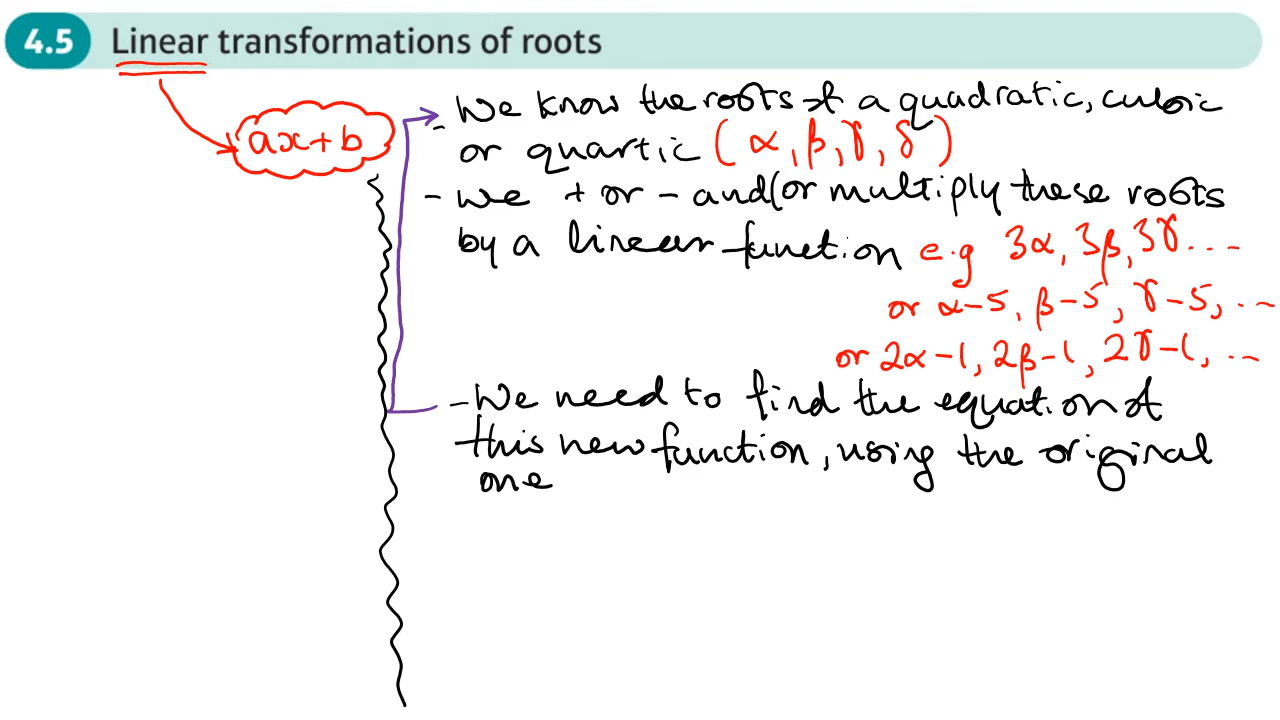 4.5 Linear transformations of roots
ax+b
- We know the roots of a quadratic, cubic
or quartic (α, β, γ, δ)
- We + or - and/or multiply these roots
by a linear function e.g 3α, 3β, 3γ....
or α-5, β-5, γ-5, ...
or 2α-1, 2β-1, 2γ-1, ...
- We need to find the equation of
this new function, using the original
one